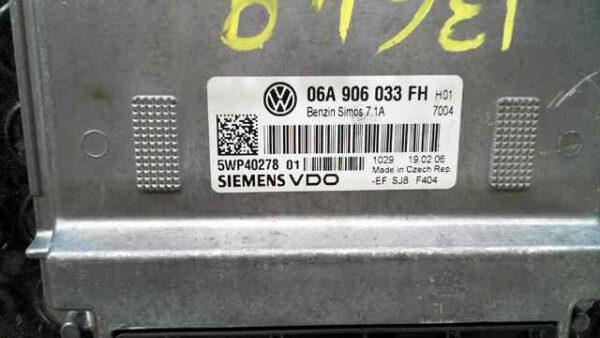 06A 906 033 FH H01
Benzin Simos 7.1A 7004
5WP40278 01 1029 19.02.06
Made in Czech Rep
SIEMENS VDO -EF SJ8 F404